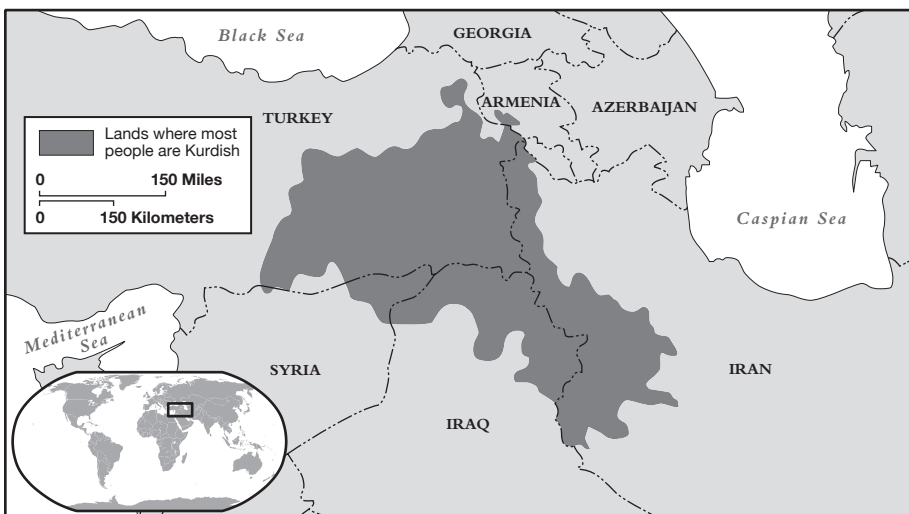 Black Sea
GEORGIA
ARMENIA
AZERBAIJAN
TURKEY
Lands where most
people are Kurdish
0 150 Miles
0 150 Kilometers
Caspian Sea
Mediterranean
Sea
SYRIA
IRAN
IRAQ